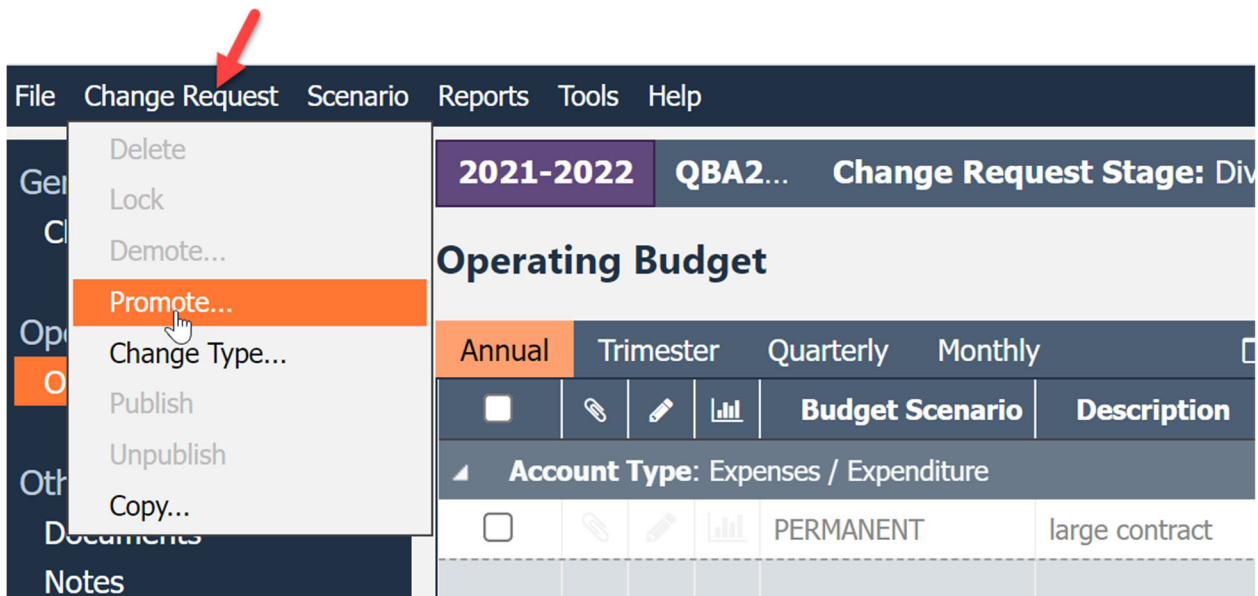 File Change Request Scenario Reports Tools Help
Delete
Lock
Demote...
Promote...
Change Type...
Publish
Unpublish
Copy...
Documents
Notes
2021-2022 QBA2... Change Request Stage: Div
Operating Budget
Annual Trimester Quarterly Monthly
Budget Scenario Description
Account Type: Expenses / Expenditure
PERMANENT large contract